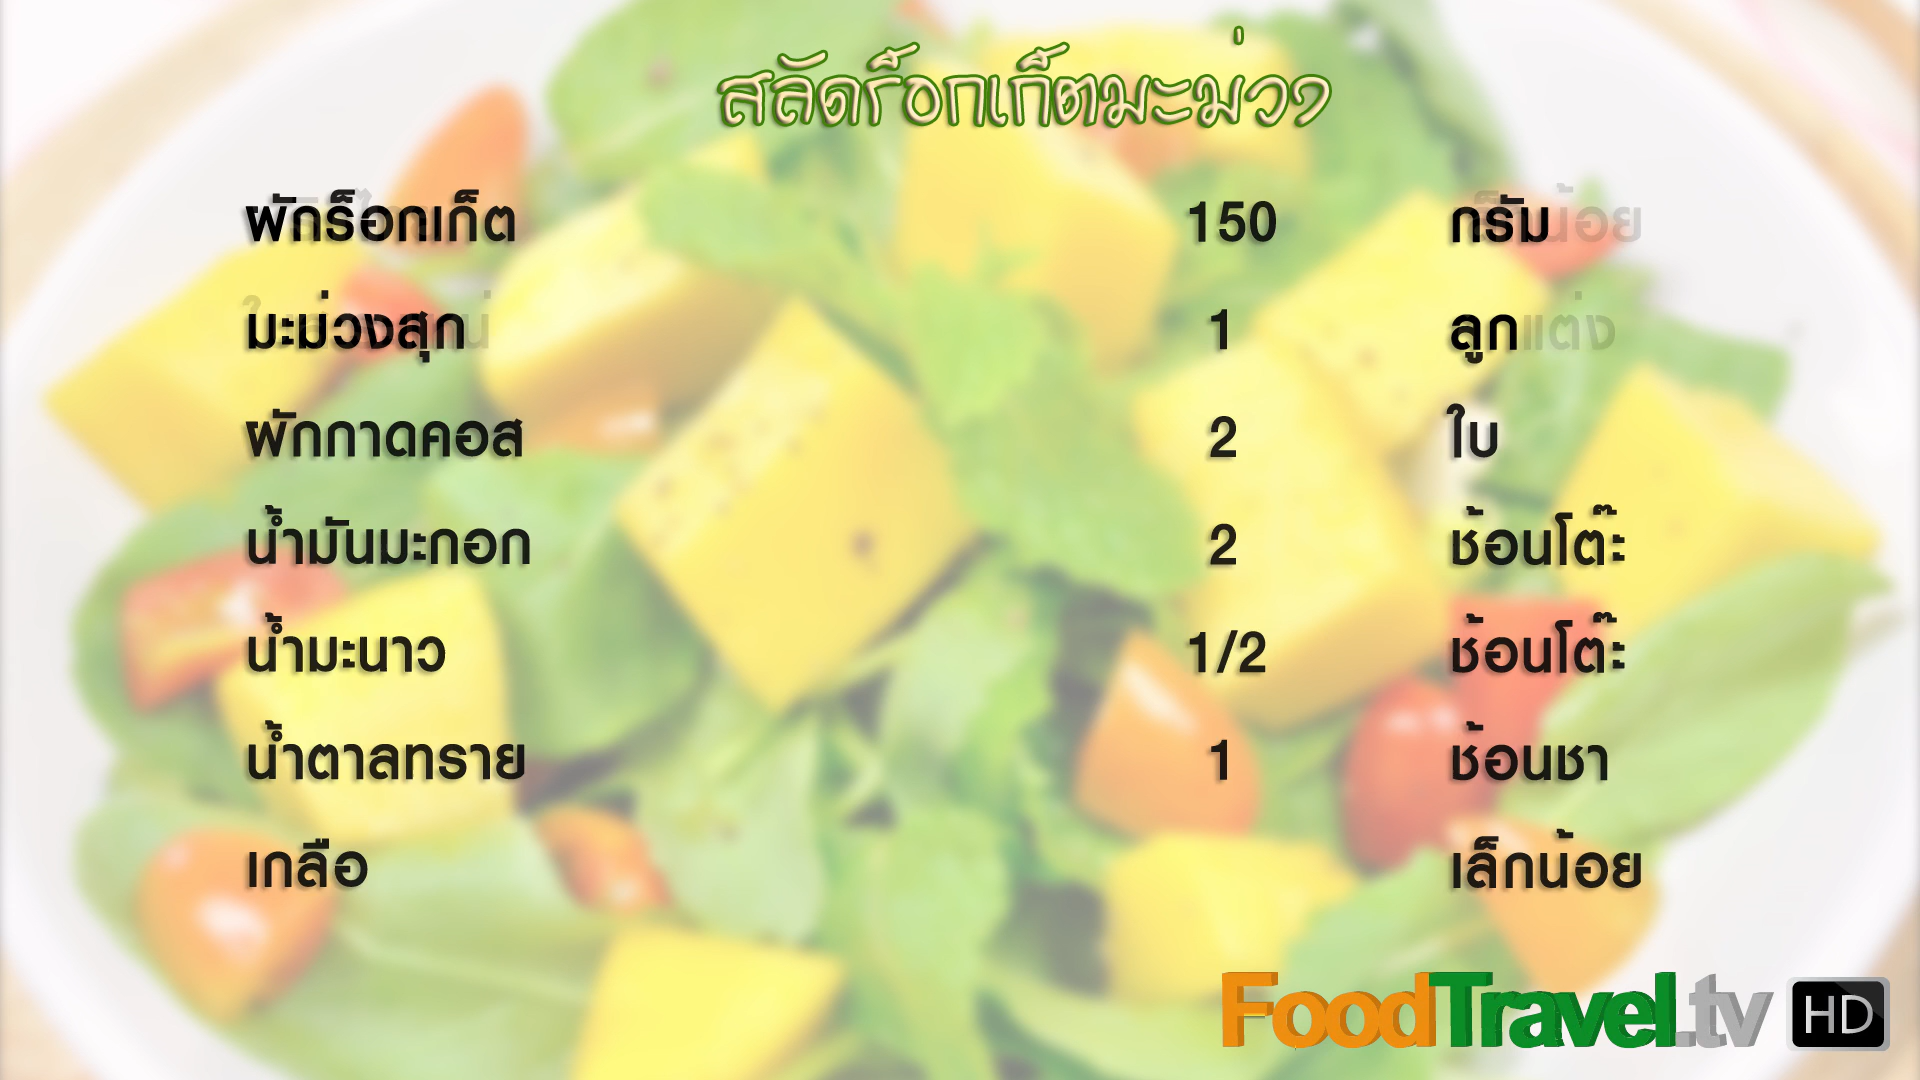 สลัดร็อกเก็ตมะม่วง
ผักร็อกเก็ต 150 กรัม
มะม่วงสุก 1 ลูก
ผักกาดคอส 2 ใบ
น้ำมันมะกอก 2 ช้อนโต๊ะ
น้ำมะนาว 1/2 ช้อนโต๊ะ
น้ำตาลทราย 1 ช้อนชา
เกลือ เล็กน้อย
FoodTravel.tv HD